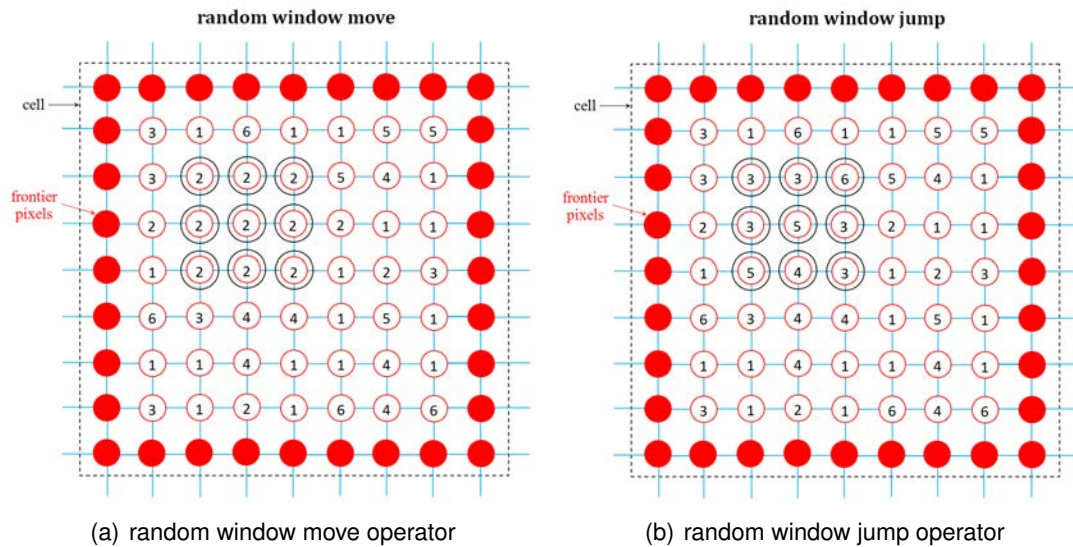 random window move
cell
frontier
pixels
3 1 6 1 1 5 5
3 2 2 2 5 4 1
2 2 2 2 2 1 1
1 2 2 2 1 2 3
6 3 4 4 1 5 1
1 1 4 1 1 4 1
3 1 2 1 6 4 6
(a) random window move operator
random window jump
cell
frontier
pixels
3 1 6 1 1 5 5
3 3 3 6 5 4 1
2 3 5 3 2 1 1
1 5 4 3 1 2 3
6 3 4 4 1 5 1
1 1 4 1 1 4 1
3 1 2 1 6 4 6
(b) random window jump operator